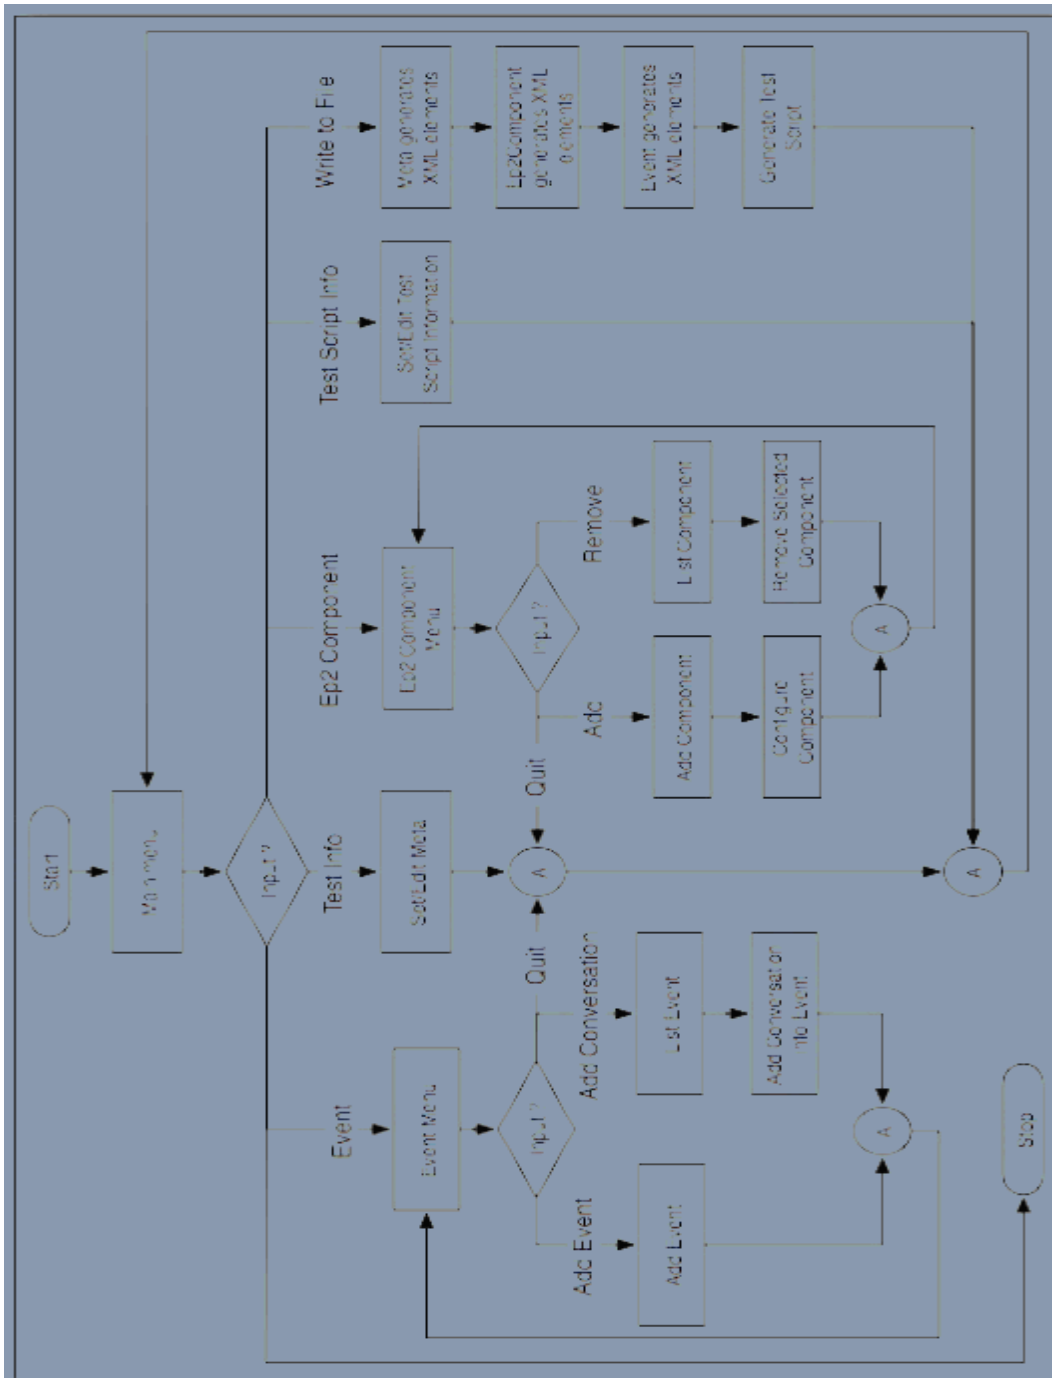 Start
Main menu
Input ?
Event
Test Info
Ep2 Component
Test Script Info
Write to File
Event Menu
Set/Edit Meta
Ep2 Component
Menu
Set/Edit Test
Script Information
Meta generates
XML elements
Ep2Component
generates XML
elements
Event generates
XML elements
Generate Test
Script
Input ?
Quit
A
Quit
Input ?
Add Event
Add Conversation
Add
Remove
Add Event
List Event
Add Component
List Component
Add Conversation
into Event
Configure
Component
Remove Selected
Component
A
A
A
Stop